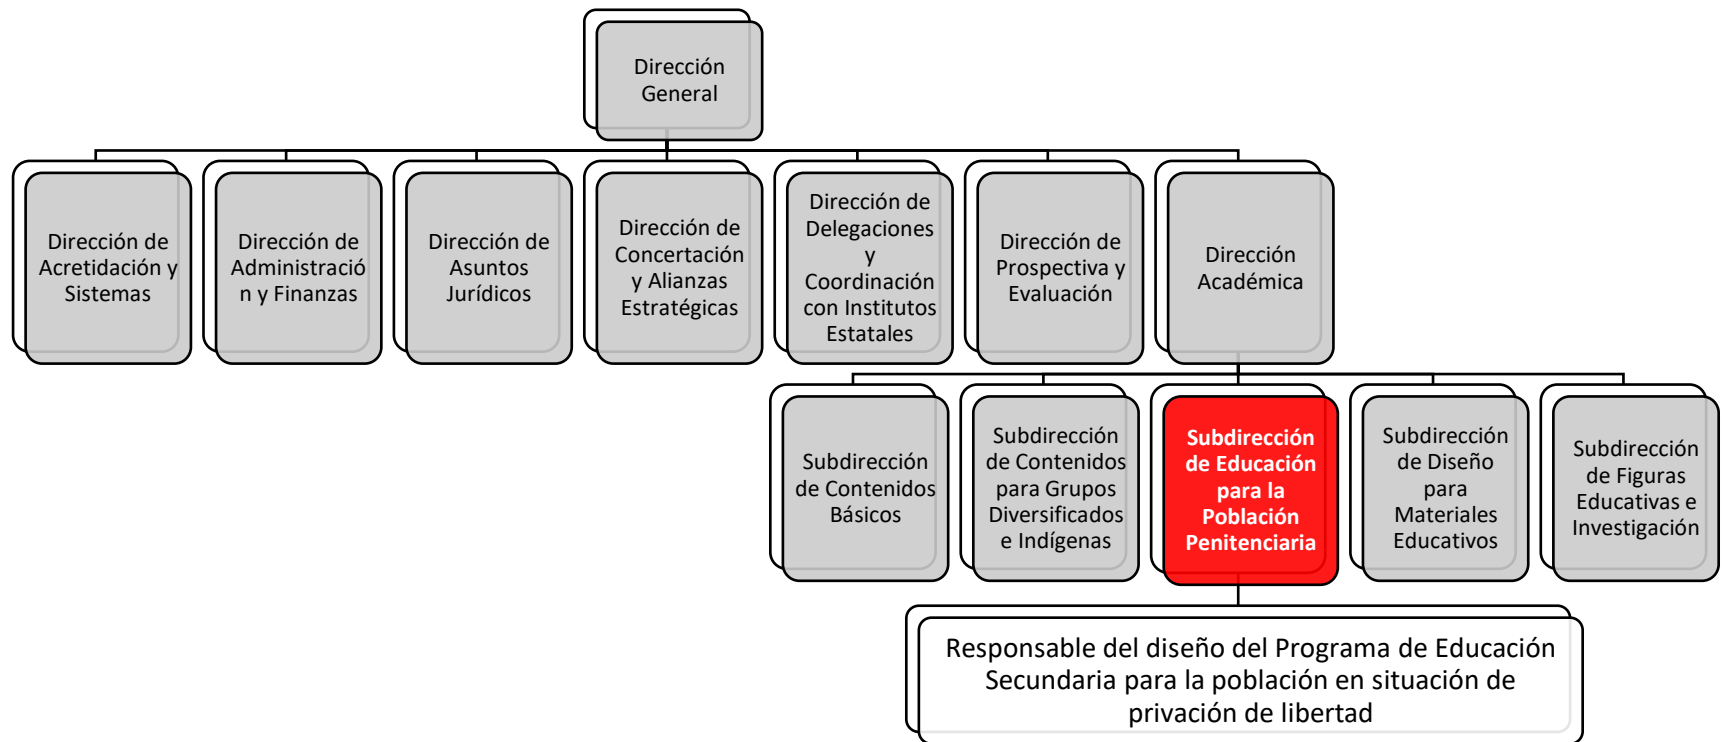 Dirección
General
Dirección de
Acretidación y
Sistemas
Dirección de
Administració
n y Finanzas
Dirección de
Asuntos
Jurídicos
Dirección de
Concertación
y Alianzas
Estratégicas
Dirección de
Delegaciones
y
Coordinación
con Institutos
Estatales
Dirección de
Prospectiva y
Evaluación
Dirección
Académica
Subdirección
de Contenidos
Básicos
Subdirección
de Contenidos
para Grupos
Diversificados
e Indígenas
Subdirección
de Educación
para la
Población
Penitenciaria
Subdirección
de Diseño
para
Materiales
Educativos
Subdirección
de Figuras
Educativas e
Investigación
Responsable del diseño del Programa de Educación
Secundaria para la población en situación de
privación de libertad